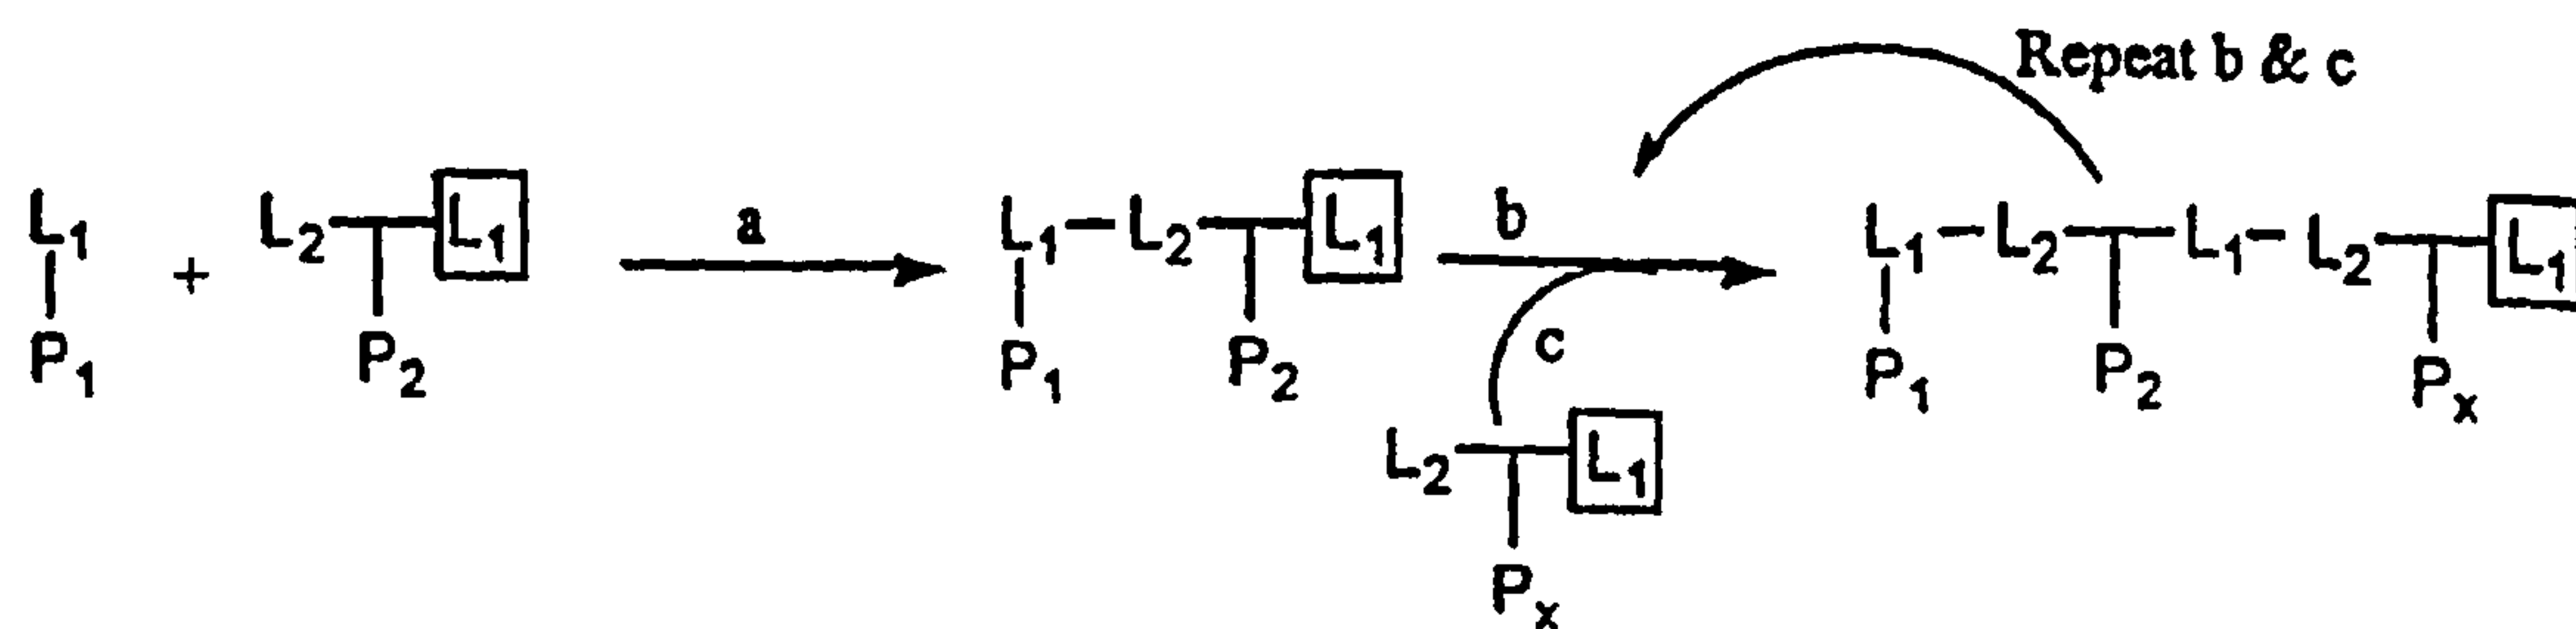 Repeat b & c
L1 + L2 L1 a L1 L2 L1 b L1 L2 L1 L2 L1
P1 P2 P1 P2 c P1 P2 Px
L2 L1
Px